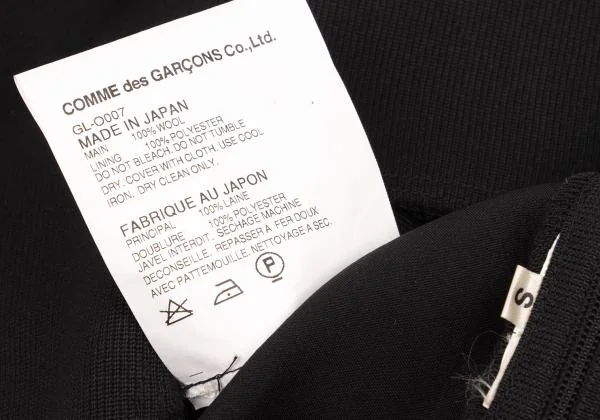 COMME des GARÇONS Co.,Ltd.
GL-O007
MADE IN JAPAN
MAIN 100% WOOL
LINING 100% POLYESTER
DO NOT BLEACH. DO NOT TUMBLE
DRY. COVER WITH CLOTH. USE COOL
IRON. DRY CLEAN ONLY.
FABRIQUE AU JAPON
PRINCIPAL 100% LAINE
DOUBLURE 100% POLYESTER
JAVEL INTERDIT. SECHAGE MACHINE
DECONSEILLE. REPASSER A FER DOUX
AVEC PATTEMOUILLE. NETTOYAGE A SEC.
P
S